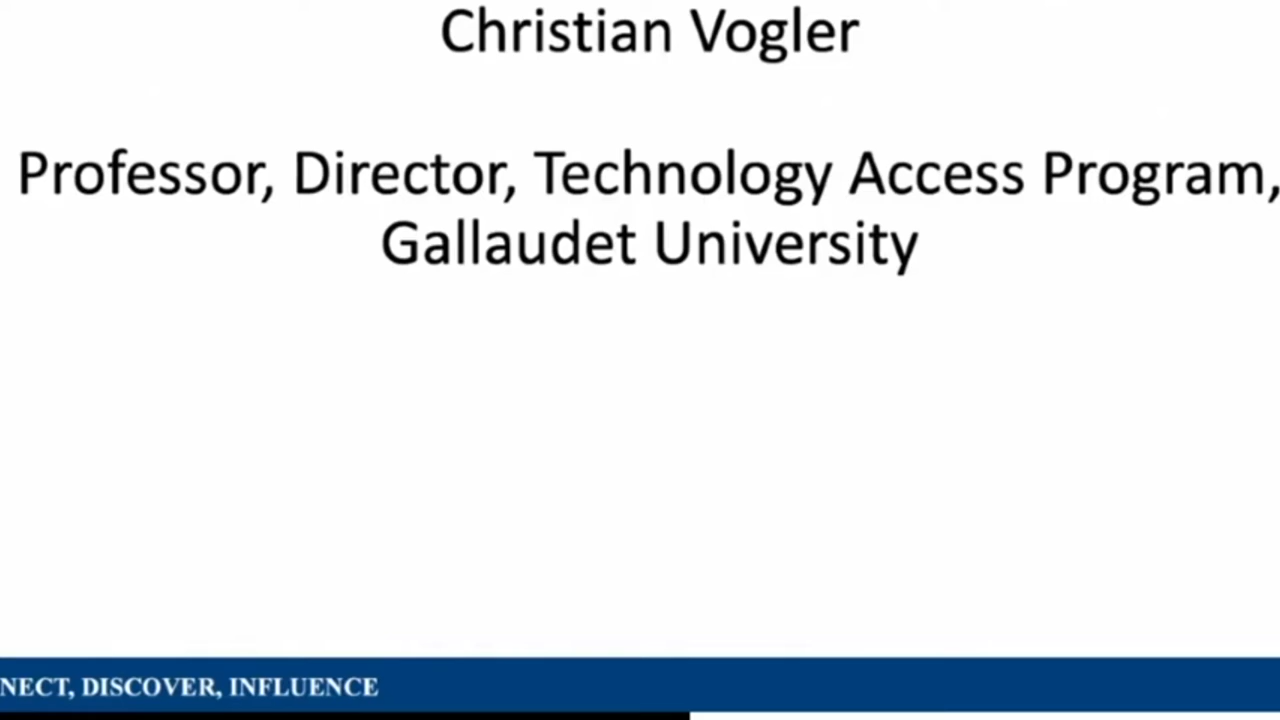 Christian Vogler
Professor, Director, Technology Access Program,
Gallaudet University
NECT, DISCOVER, INFLUENCE